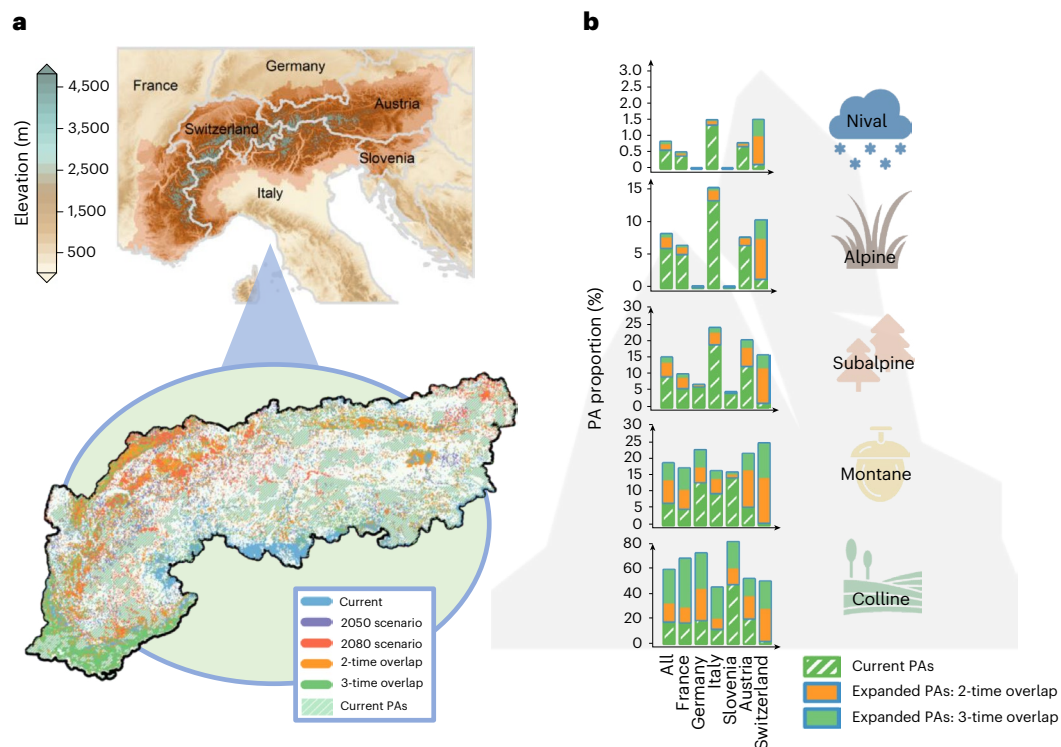 a
Elevation (m)
4,500
3,500
2,500
1,500
500
France
Germany
Switzerland
Austria
Slovenia
Italy
Current
2050 scenario
2080 scenario
2-time overlap
3-time overlap
Current PAs
b
PA proportion (%)
3.0
2.5
2.0
1.5
1.0
0.5
0
Nival
15
10
5
0
Alpine
30
25
20
15
10
5
0
Subalpine
30
25
20
15
10
5
0
Montane
80
60
40
20
0
Colline
All
France
Germany
Italy
Slovenia
Austria
Switzerland
Current PAs
Expanded PAs: 2-time overlap
Expanded PAs: 3-time overlap